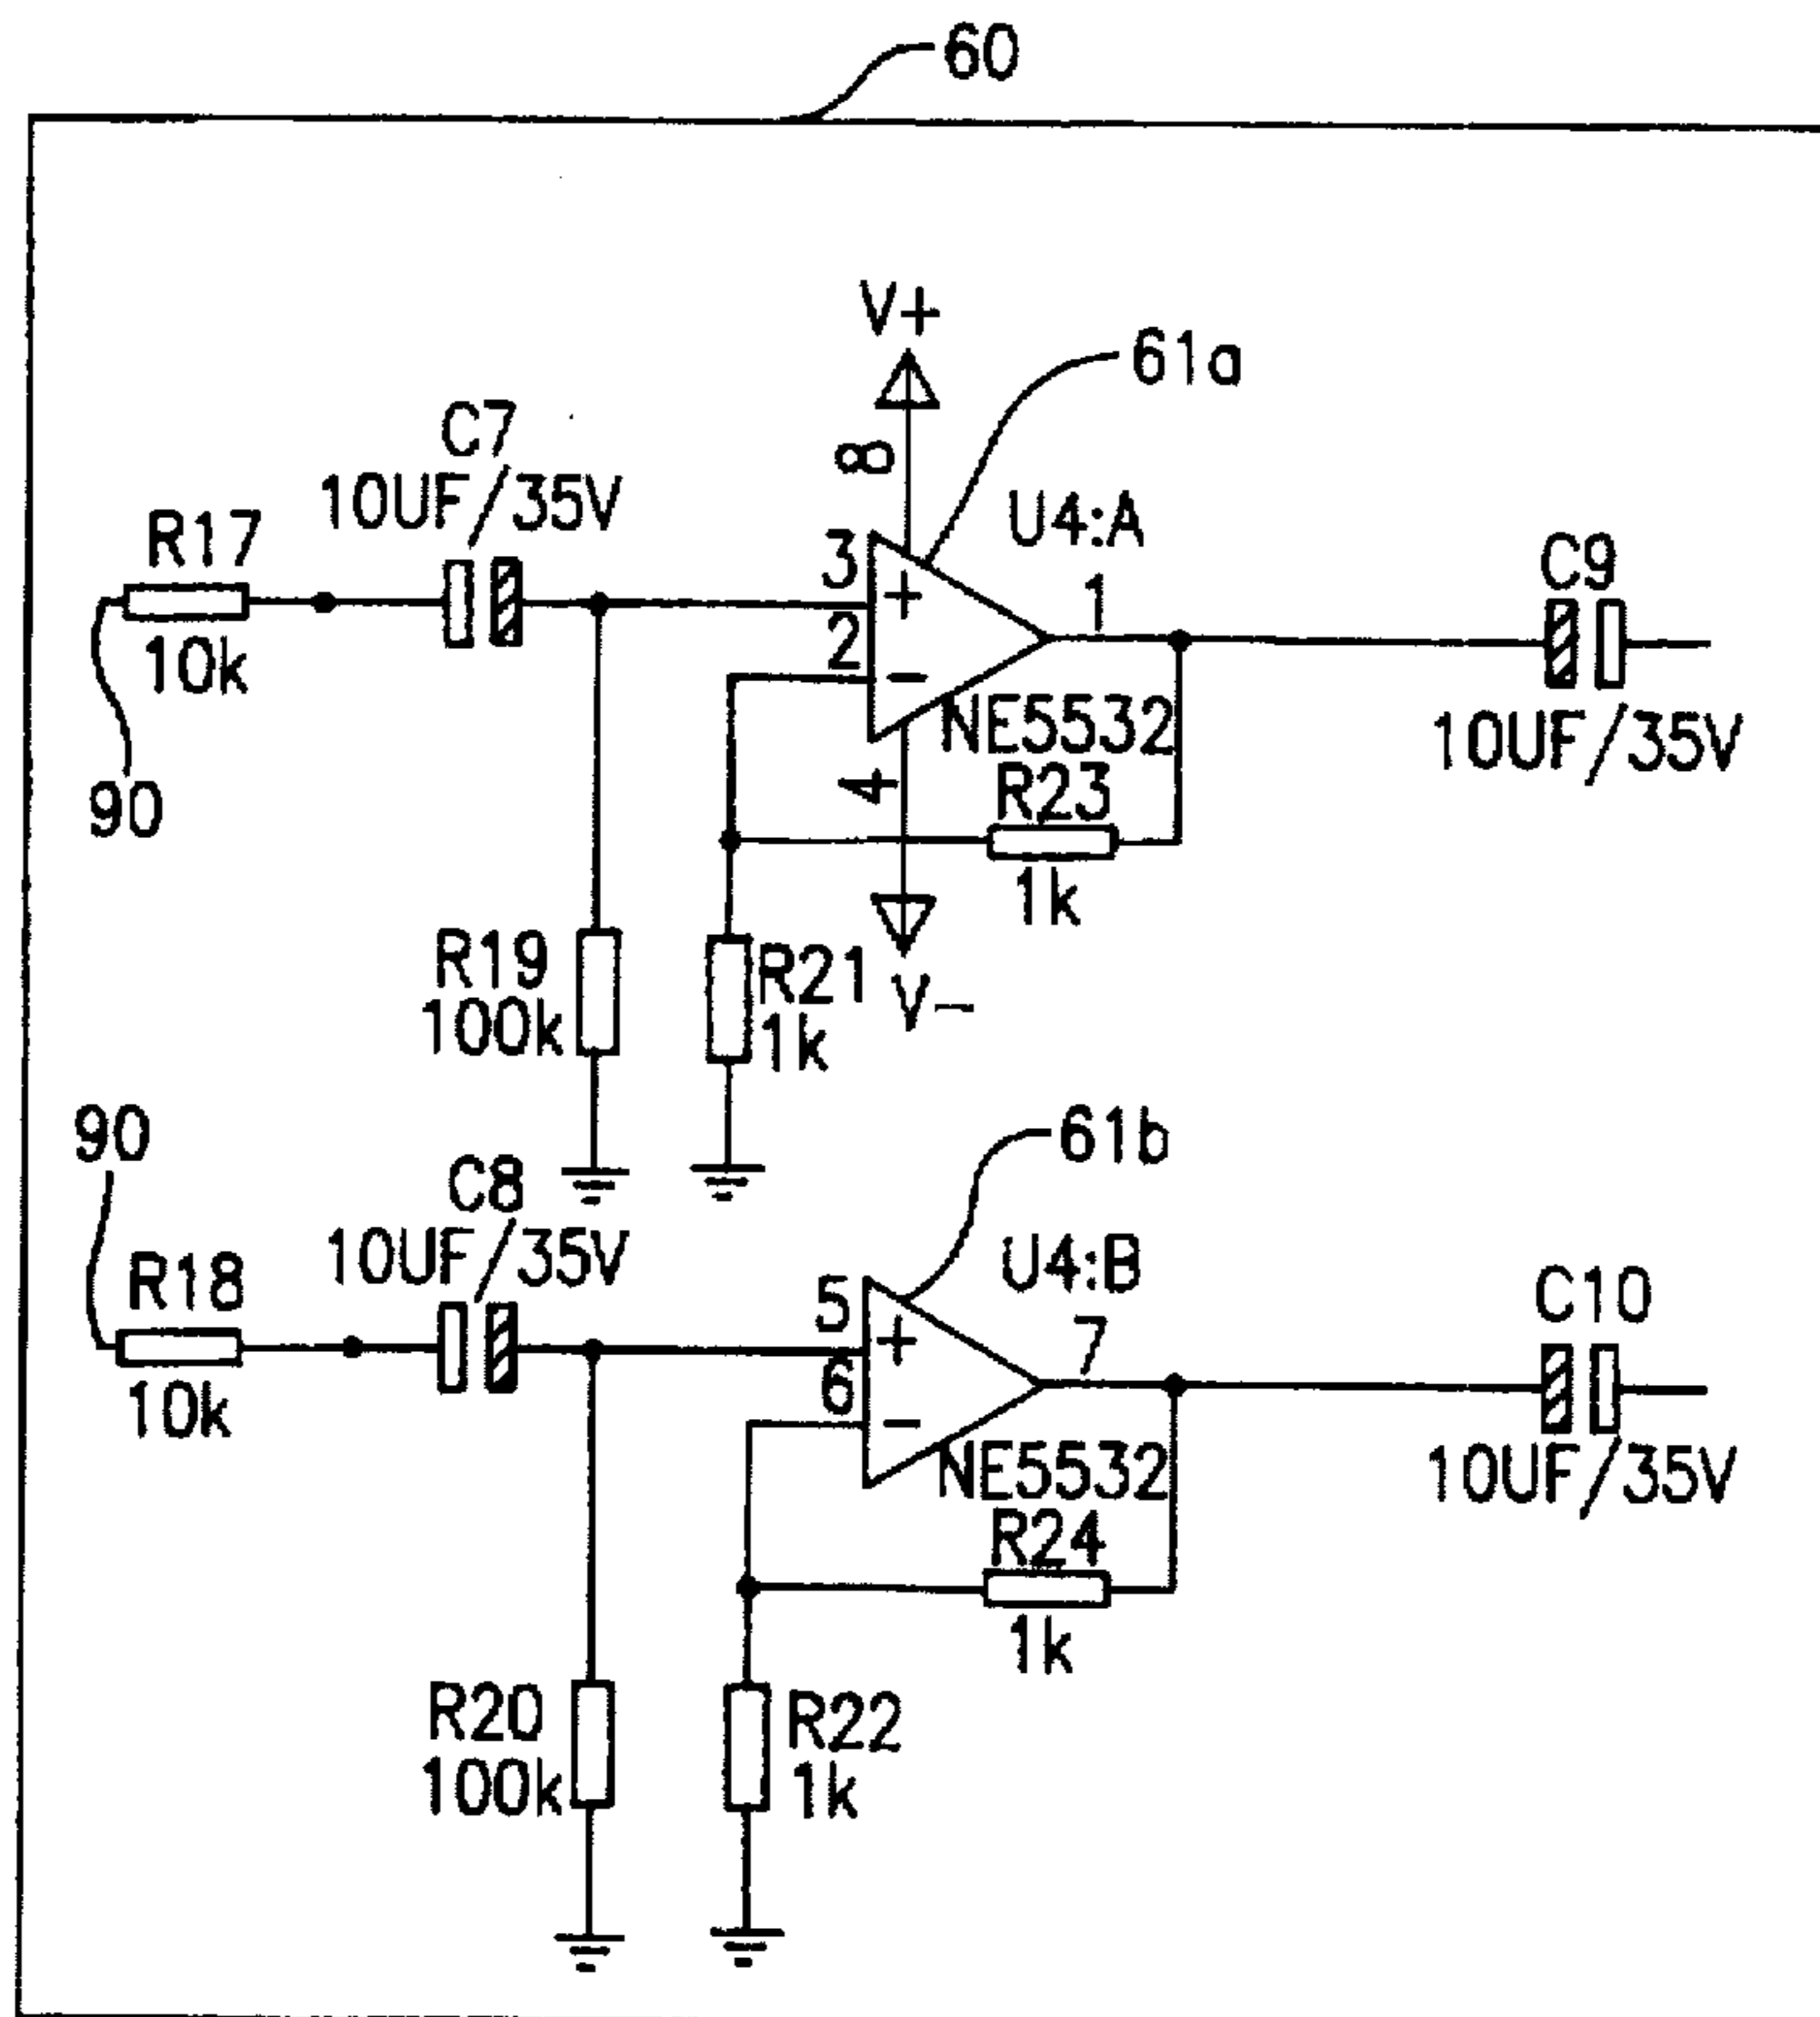 60
V+
61a
C7
10UF/35V
8
U4:A
R17
3
+
1
C9
10k
2
−
NE5532
10UF/35V
90
4
R23
1k
R19
100k
R21
1k
V−
90
61b
C8
10UF/35V
U4:B
R18
5
+
7
C10
10k
6
−
NE5532
10UF/35V
R24
1k
R20
100k
R22
1k